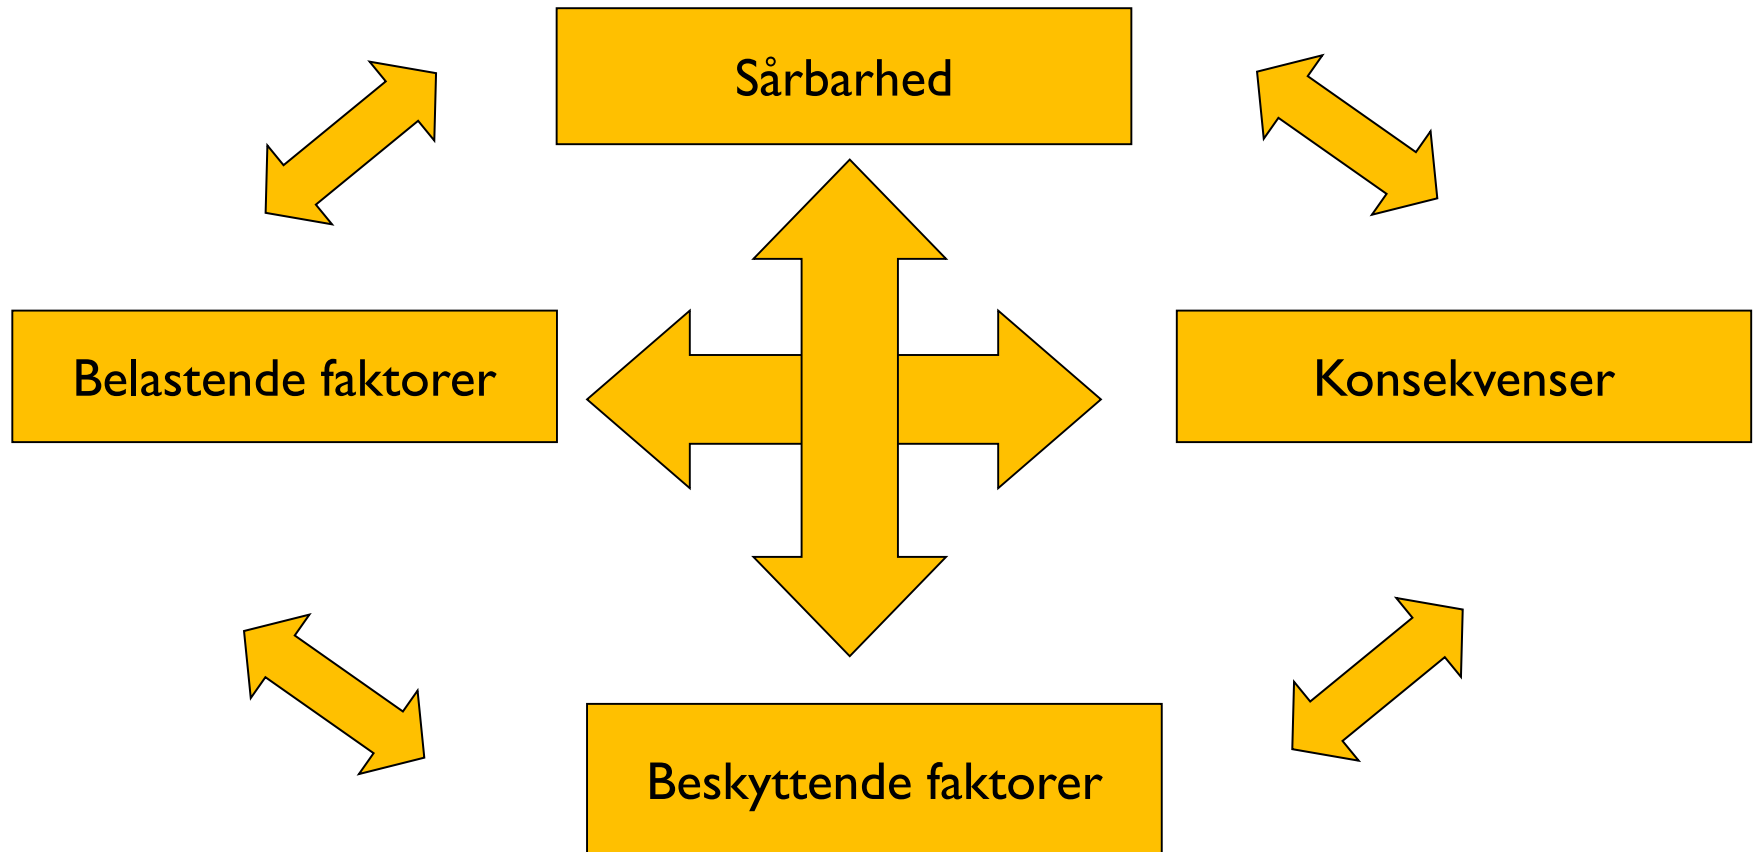 Sårbarhed
Belastende faktorer
Konsekvenser
Beskyttende faktorer